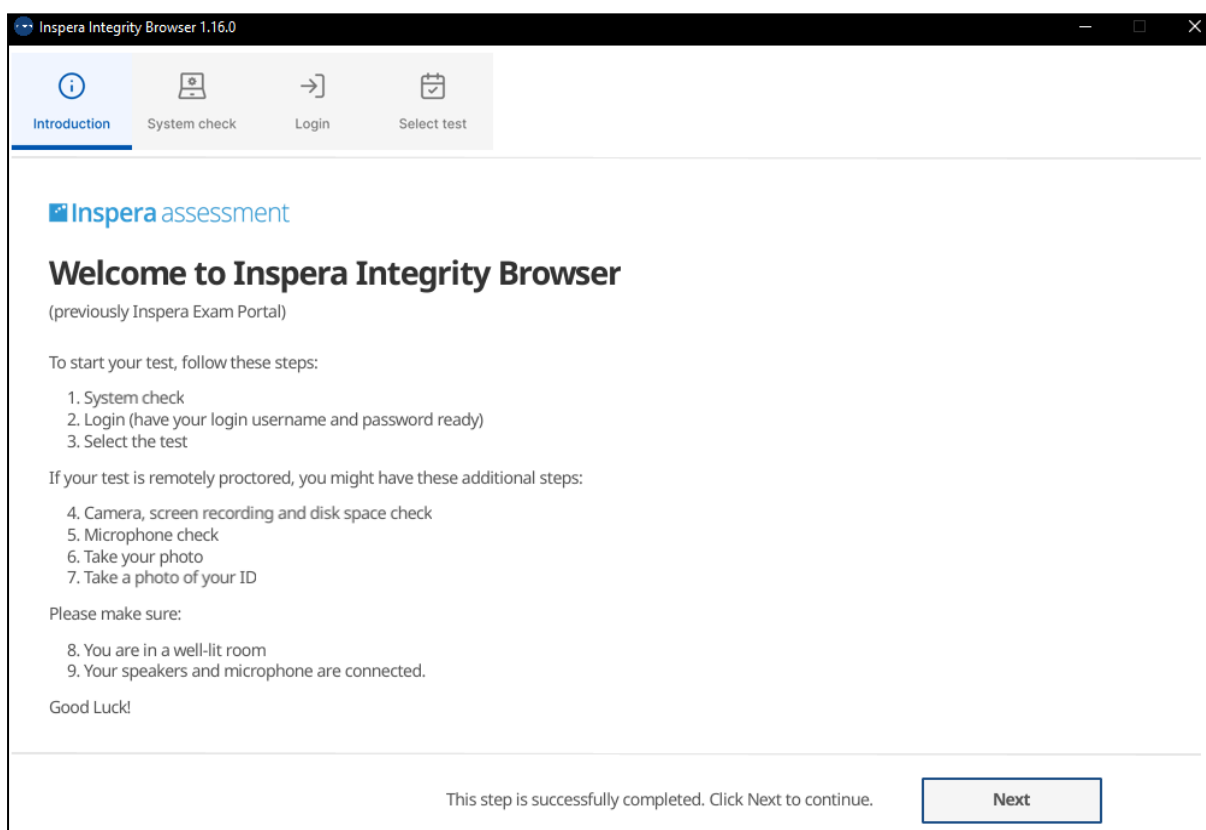 Inspera Integrity Browser 1.16.0
Introduction
System check
Login
Select test
Inspera assessment
Welcome to Inspera Integrity Browser
(previously Inspera Exam Portal)
To start your test, follow these steps:
1. System check
2. Login (have your login username and password ready)
3. Select the test
If your test is remotely proctored, you might have these additional steps:
4. Camera, screen recording and disk space check
5. Microphone check
6. Take your photo
7. Take a photo of your ID
Please make sure:
8. You are in a well-lit room
9. Your speakers and microphone are connected.
Good Luck!
This step is successfully completed. Click Next to continue.
Next